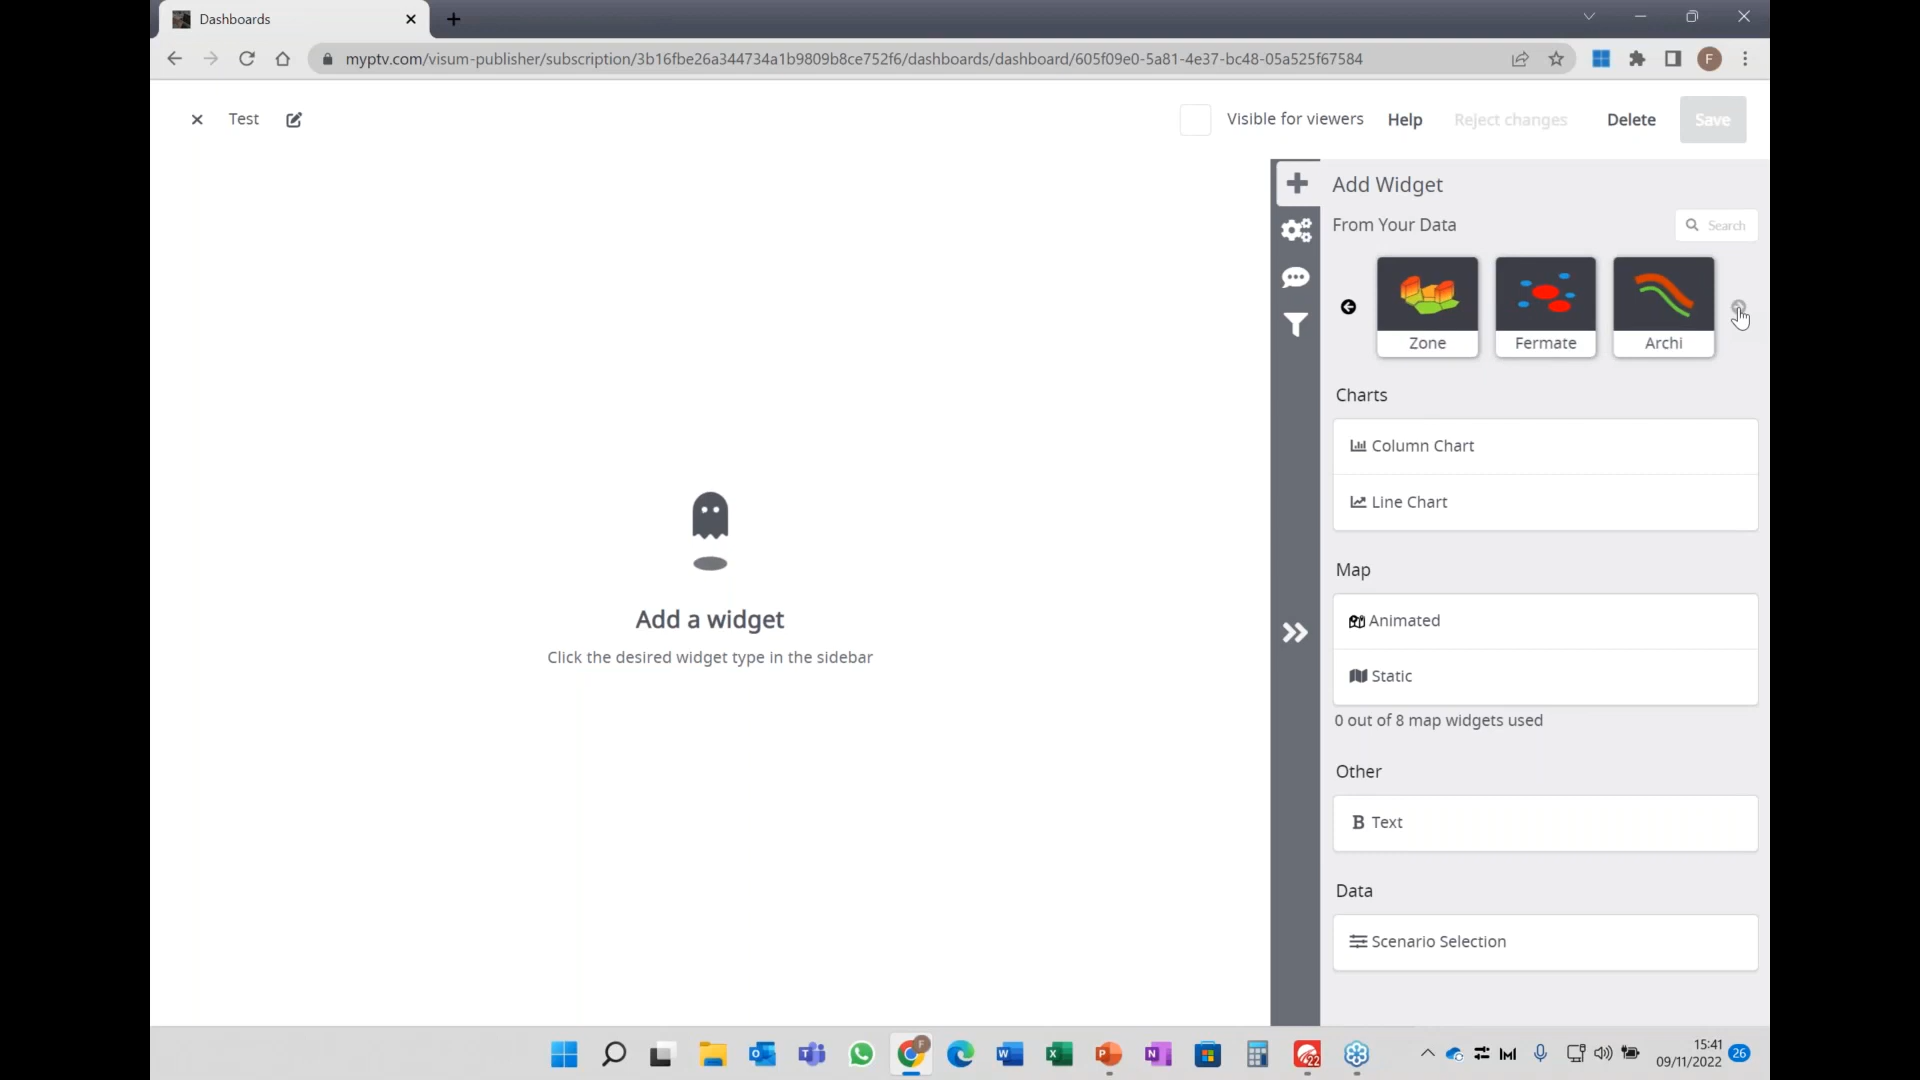 Dashboards
myptv.com/visum-publisher/subscription/3b16fbe26a344734a1b9809b8ce752f6/dashboards/dashboard/605f09e0-5a81-4e37-bc48-05a525f67584
F
Test
Visible for viewers
Help
Reject changes
Delete
Save
Add Widget
From Your Data
Search
Zone
Fermate
Archi
Charts
Column Chart
Line Chart
Map
Animated
Static
0 out of 8 map widgets used
Other
B Text
Data
Scenario Selection
Add a widget
Click the desired widget type in the sidebar
15:41
09/11/2022
26
22